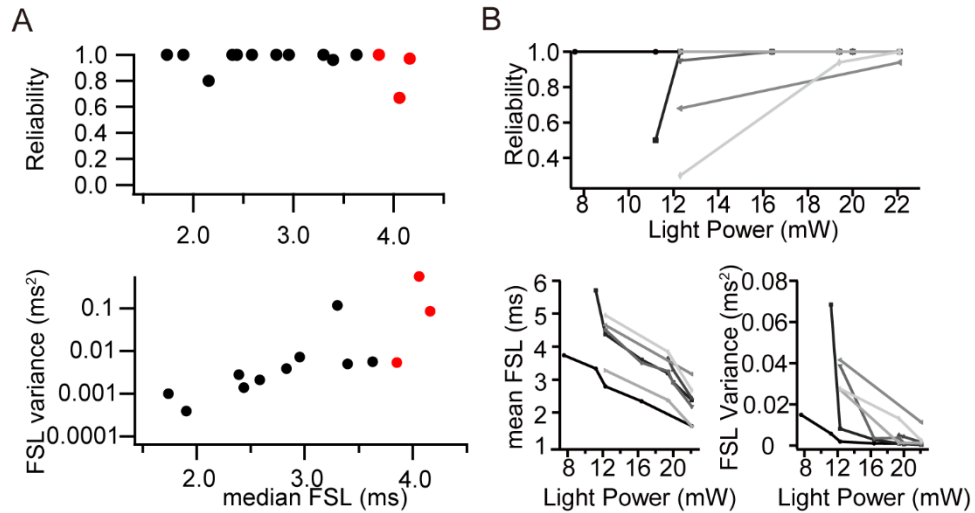 A
Reliability
1.0
0.8
0.6
0.4
0.2
0.0
2.0 3.0 4.0
FSL variance (ms²)
0.1
0.01
0.001
0.0001
2.0 3.0 4.0
median FSL (ms)
B
Reliability
1.0
0.8
0.6
0.4
8 10 12 14 16 18 20 22
Light Power (mW)
mean FSL (ms)
6
5
4
3
2
1
8 12 16 20
Light Power (mW)
FSL Variance (ms²)
0.08
0.06
0.04
0.02
0
8 12 16 20
Light Power (mW)